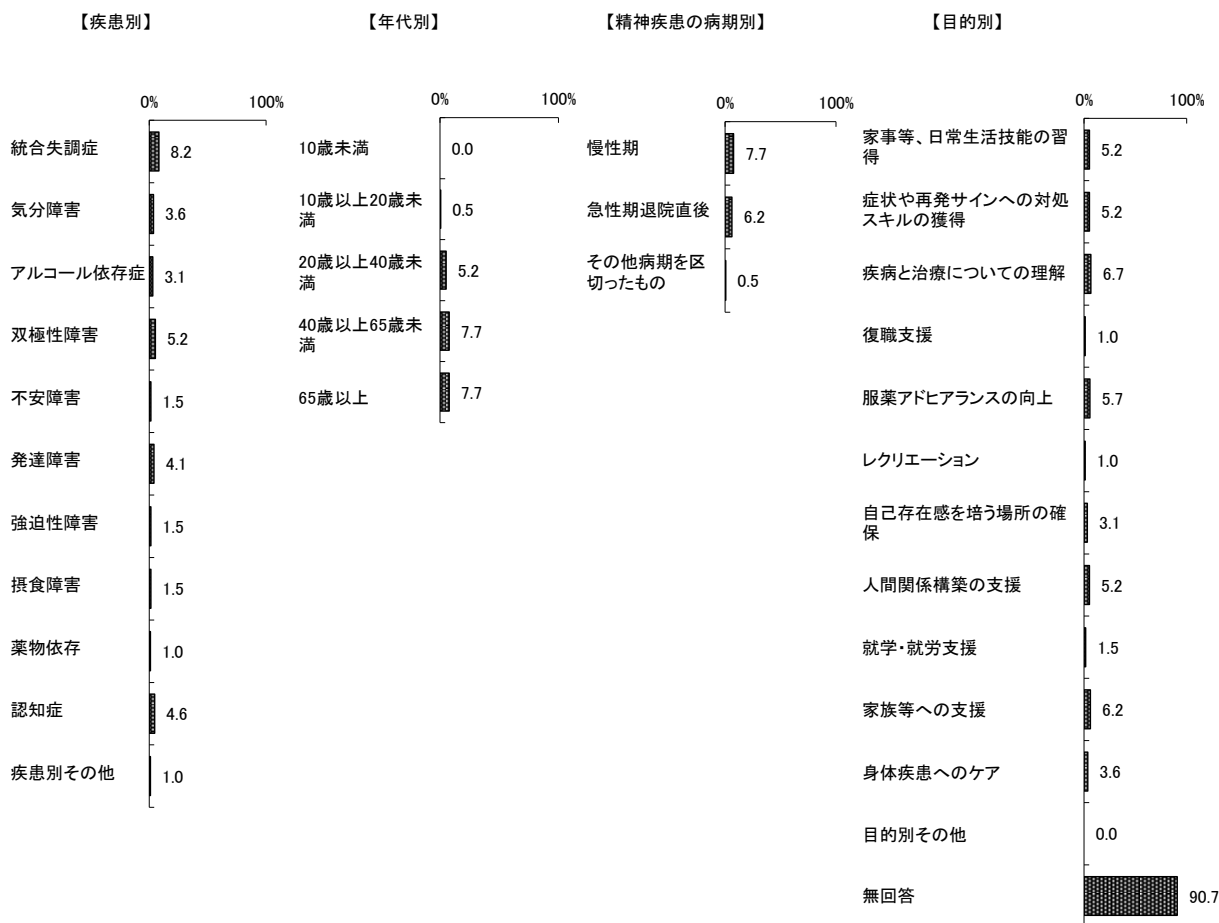 【疾患別】
0% 100%
統合失調症 8.2
気分障害 3.6
アルコール依存症 3.1
双極性障害 5.2
不安障害 1.5
発達障害 4.1
強迫性障害 1.5
摂食障害 1.5
薬物依存 1.0
認知症 4.6
疾患別その他 1.0
【年代別】
0% 100%
10歳未満 0.0
10歳以上20歳未
満 0.5
20歳以上40歳未
満 5.2
40歳以上65歳未
満 7.7
65歳以上 7.7
【精神疾患の病期別】
0% 100%
慢性期 7.7
急性期退院直後 6.2
その他病期を区
切ったもの 0.5
【目的別】
0% 100%
家事等、日常生活技能の習
得 5.2
症状や再発サインへの対処
スキルの獲得 5.2
疾病と治療についての理解 6.7
復職支援 1.0
服薬アドヒアランスの向上 5.7
レクリエーション 1.0
自己存在感を培う場所の確
保 3.1
人間関係構築の支援 5.2
就学・就労支援 1.5
家族等への支援 6.2
身体疾患へのケア 3.6
目的別その他 0.0
無回答 90.7